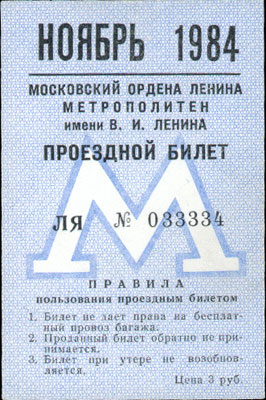 НОЯБРЬ 1984
МОСКОВСКИЙ ОРДЕНА ЛЕНИНА
МЕТРОПОЛИТЕН
имени В. И. ЛЕНИНА
ПРОЕЗДНОЙ БИЛЕТ
М
ЛЯ № 033334
ПРАВИЛА
пользования проездным билетом
1. Билет не дает права на бесплат-
ный провоз багажа.
2. Проданный билет обратно не при-
нимается.
3. Билет при утере не возобнов-
ляется.
Цена 3 руб.